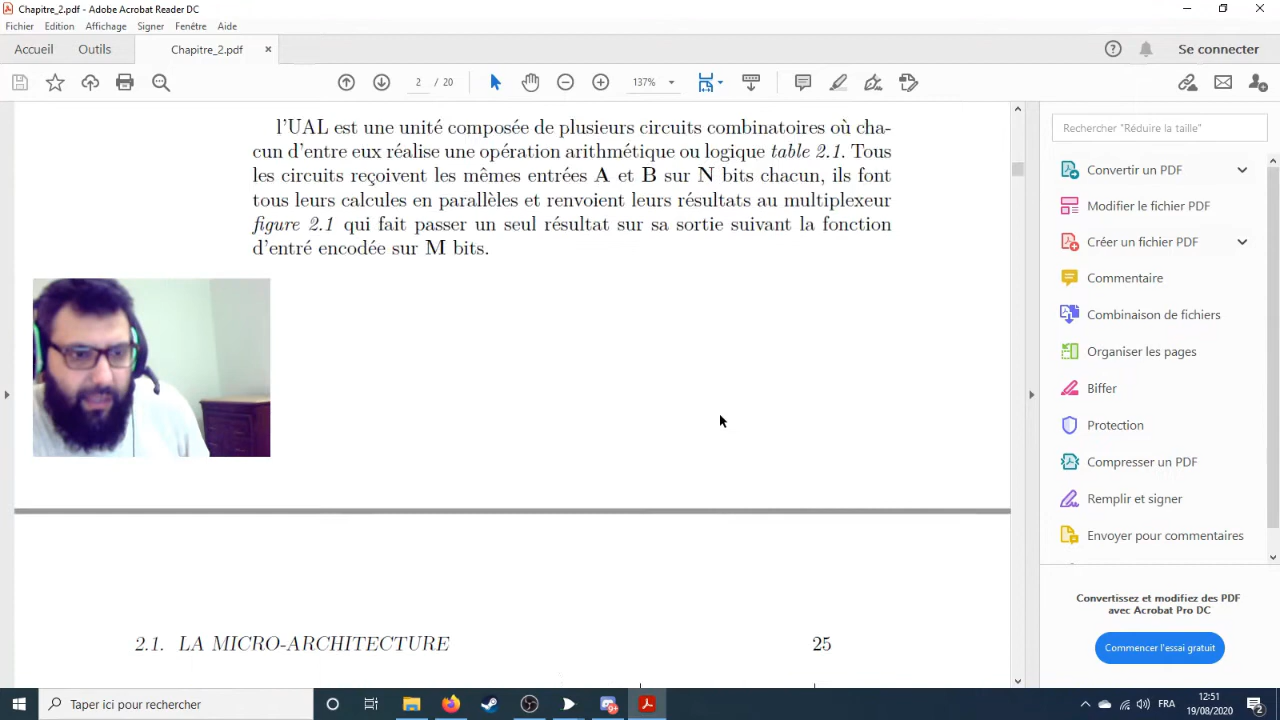 Chapitre_2.pdf - Adobe Acrobat Reader DC
Fichier Edition Affichage Signer Fenêtre Aide
Accueil Outils Chapitre_2.pdf × Se connecter
2 / 20 137%
l'UAL est une unité composée de plusieurs circuits combinatoires où cha-
cun d'entre eux réalise une opération arithmétique ou logique table 2.1. Tous
les circuits reçoivent les mêmes entrées A et B sur N bits chacun, ils font
tous leurs calcules en parallèles et renvoient leurs résultats au multiplexeur
figure 2.1 qui fait passer un seul résultat sur sa sortie suivant la fonction
d'entré encodée sur M bits.
2.1. LA MICRO-ARCHITECTURE 25
Rechercher "Réduire la taille"
Convertir un PDF
Modifier le fichier PDF
Créer un fichier PDF
Commentaire
Combinaison de fichiers
Organiser les pages
Biffer
Protection
Compresser un PDF
Remplir et signer
Envoyer pour commentaires
Convertissez et modifiez des PDF
avec Acrobat Pro DC
Commencer l'essai gratuit
Taper ici pour rechercher
FRA
12:51
19/08/2020
2